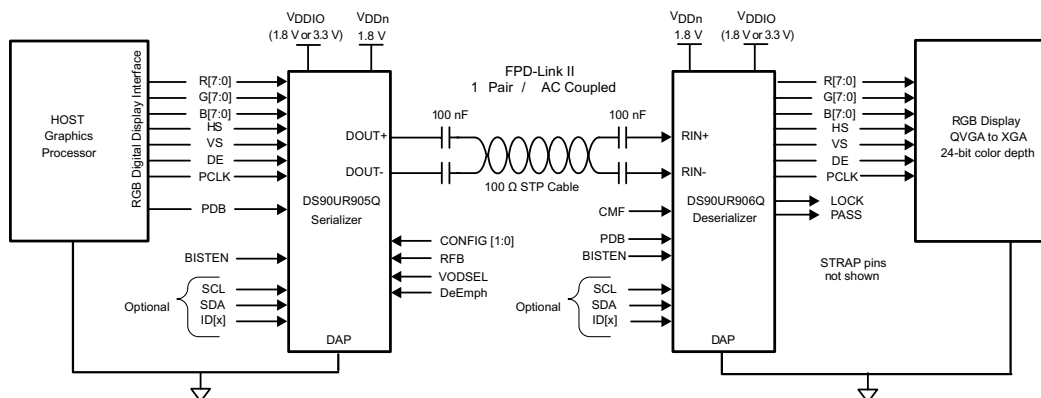 VDDIO
(1.8 V or 3.3 V)
VDDn
1.8 V
VDDn
1.8 V
VDDIO
(1.8 V or 3.3 V)
HOST
Graphics
Processor
RGB Digital Display Interface
R[7:0]
G[7:0]
B[7:0]
HS
VS
DE
PCLK
PDB
BISTEN
Optional
SCL
SDA
ID[x]
DOUT+
DOUT-
DS90UR905Q
Serializer
DAP
CONFIG [1:0]
RFB
VODSEL
DeEmph
FPD-Link II
1 Pair / AC Coupled
100 nF
100 nF
100 Ω STP Cable
RIN+
RIN-
CMF
PDB
BISTEN
Optional
SCL
SDA
ID[x]
DS90UR906Q
Deserializer
DAP
R[7:0]
G[7:0]
B[7:0]
HS
VS
DE
PCLK
LOCK
PASS
STRAP pins
not shown
RGB Display
QVGA to XGA
24-bit color depth